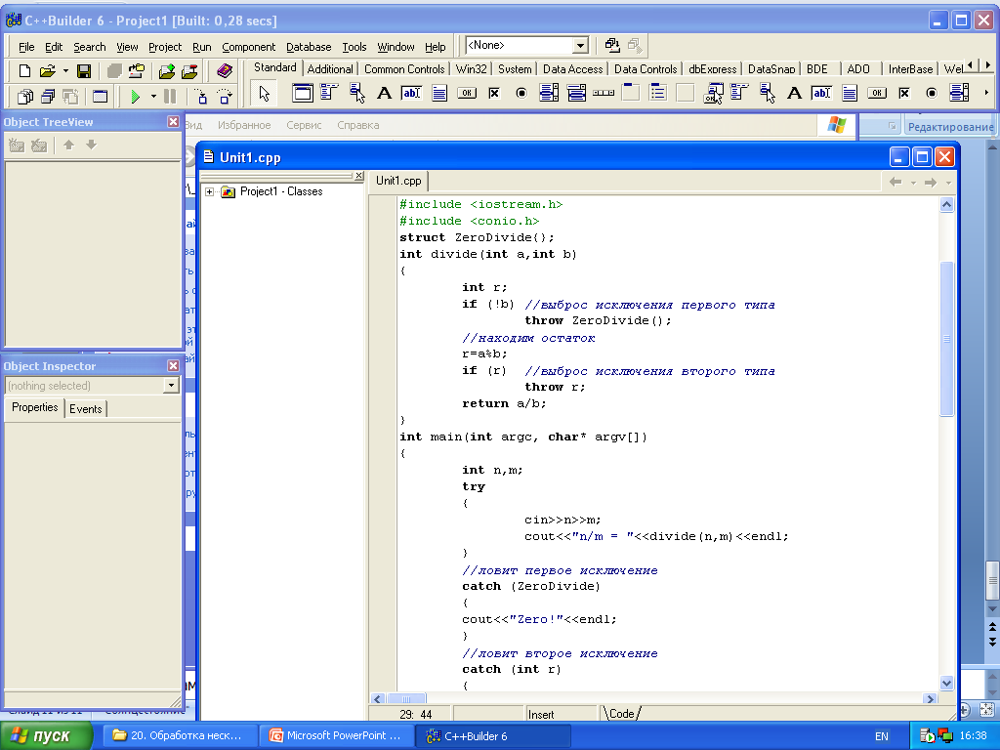 C++Builder 6 - Project1 [Built: 0,28 secs]
File Edit Search View Project Run Component Database Tools Window Help
<None>
Standard Additional Common Controls Win32 System Data Access Data Controls dbExpress DataSnap BDE ADO InterBase
Object TreeView
Избранное Сервис Справка
Редактирование
Unit1.cpp
Project1 - Classes
Unit1.cpp
#include <iostream.h>
#include <conio.h>
struct ZeroDivide{};
int divide(int a,int b)
{
int r;
if (!b) //выброс исключения первого типа
throw ZeroDivide();
//находим остаток
r=a%b;
if (r) //выброс исключения второго типа
throw r;
return a/b;
}
int main(int argc, char* argv[])
{
int n,m;
try
{
cin>>n>>m;
cout<<"n/m = "<<divide(n,m)<<endl;
}
//ловит первое исключение
catch (ZeroDivide)
{
cout<<"Zero!"<<endl;
}
//ловит второе исключение
catch (int r)
{
Object Inspector
(nothing selected)
Properties Events
29: 44 Insert \Code/
пуск
20. Обработка неск...
Microsoft PowerPoint ...
C++Builder 6
EN
16:38